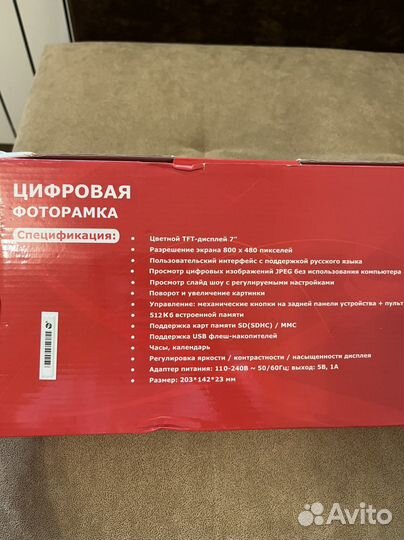 ЦИФРОВАЯ
ФОТОРАМКА
Спецификация:
• Цветной TFT-дисплей 7"
• Разрешение экрана 800 x 480 пикселей
• Пользовательский интерфейс с поддержкой русского языка
• Просмотр цифровых изображений JPEG без использования компьютера
• Просмотр слайд шоу с регулируемыми настройками
• Поворот и увеличение картинки
• Управление: механические кнопки на задней панели устройства + пульт
• 512Кб встроенной памяти
• Поддержка карт памяти SD(SDHC) / MMC
• Поддержка USB флеш-накопителей
• Часы, календарь
• Регулировка яркости / контрастности / насыщенности дисплея
• Адаптер питания: 110-240В ~ 50/60Гц; выход: 5В, 1А
• Размер: 203*142*23 мм
Avito